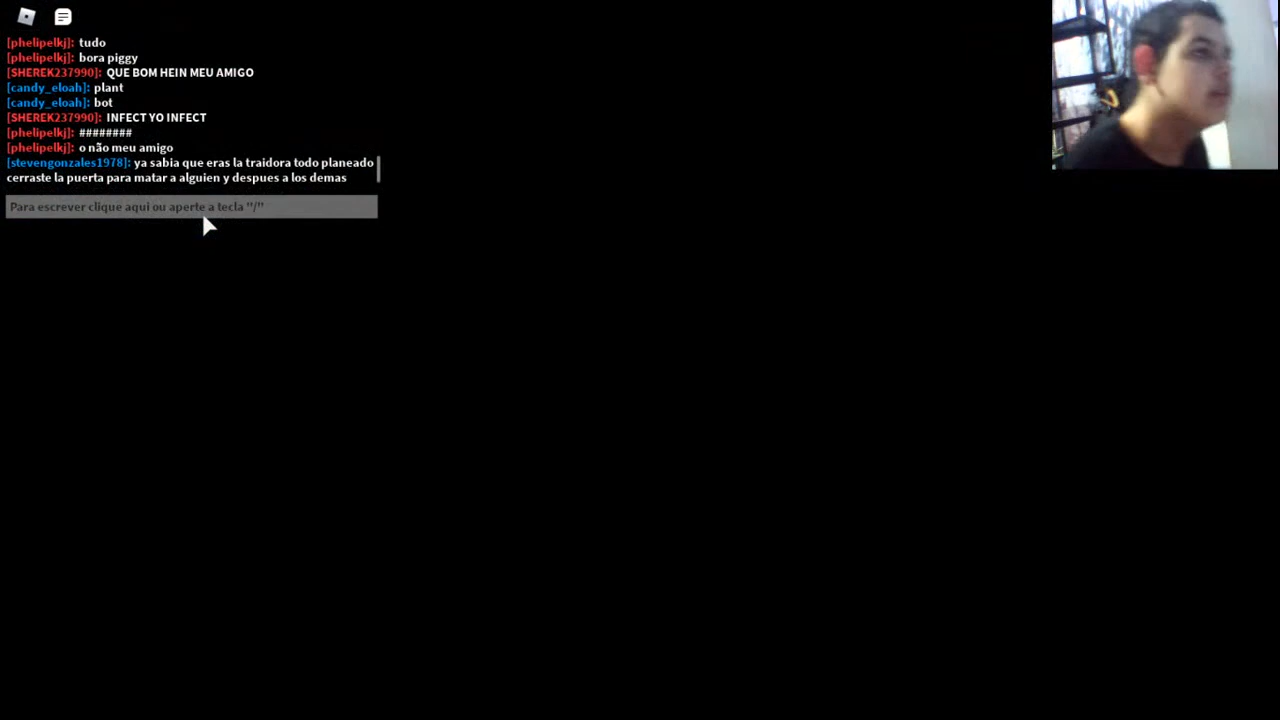 [phelipelkj]: tudo
[phelipelkj]: bora piggy
[SHEREK237990]: QUE BOM HEIN MEU AMIGO
[candy_eloah]: plant
[candy_eloah]: bot
[SHEREK237990]: INFECT YO INFECT
[phelipelkj]: ########
[phelipelkj]: o não meu amigo
[stevengonzales1978]: ya sabia que eras la traidora todo planeado
cerraste la puerta para matar a alguien y despues a los demas
Para escrever clique aqui ou aperte a tecla "/"